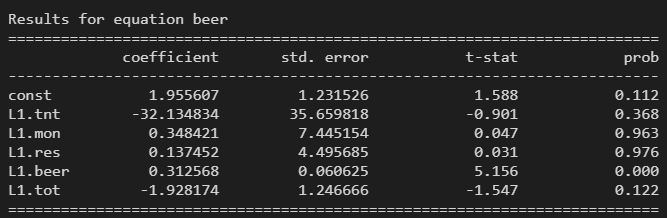 Results for equation beer
==============================================================================
             coefficient       std. error           t-stat            prob
------------------------------------------------------------------------------
const           1.955607         1.231526            1.588           0.112
L1.tnt        -32.134834        35.659818           -0.901           0.368
L1.mon          0.348421         7.445154            0.047           0.963
L1.res          0.137452         4.495685            0.031           0.976
L1.beer         0.312568         0.060625            5.156           0.000
L1.tot         -1.928174         1.246666           -1.547           0.122
==============================================================================